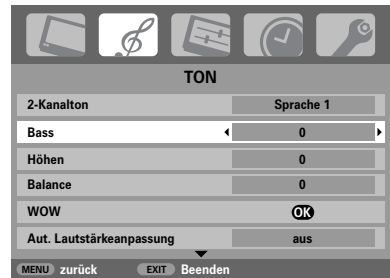 TON
2-Kanalton Sprache 1
Bass 0
Höhen 0
Balance 0
WOW OK
Aut. Lautstärkeanpassung aus
MENU zurück EXIT Beenden